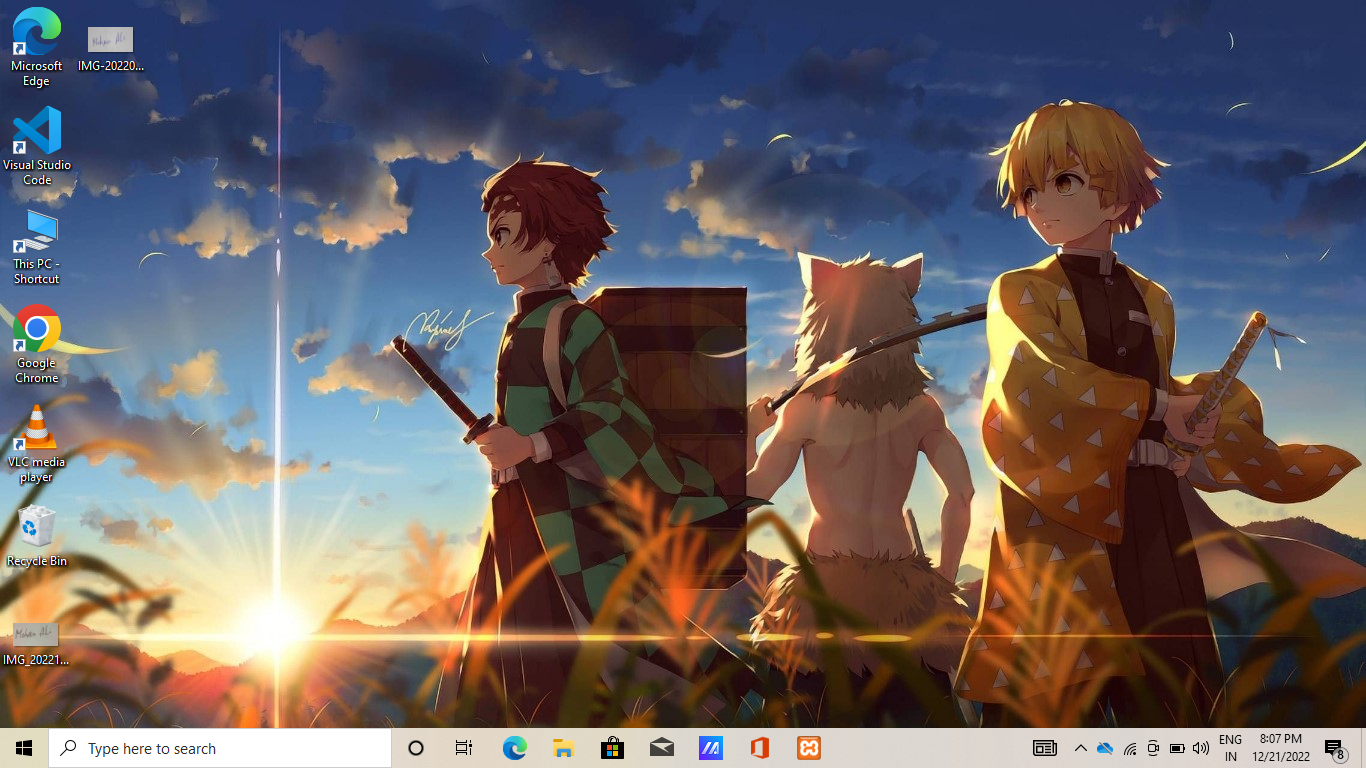 Microsoft
Edge
IMG-20220...
Visual Studio
Code
This PC -
Shortcut
Google
Chrome
VLC media
player
Recycle Bin
IMG_20221...
Type here to search
ENG
IN
8:07 PM
12/21/2022
8